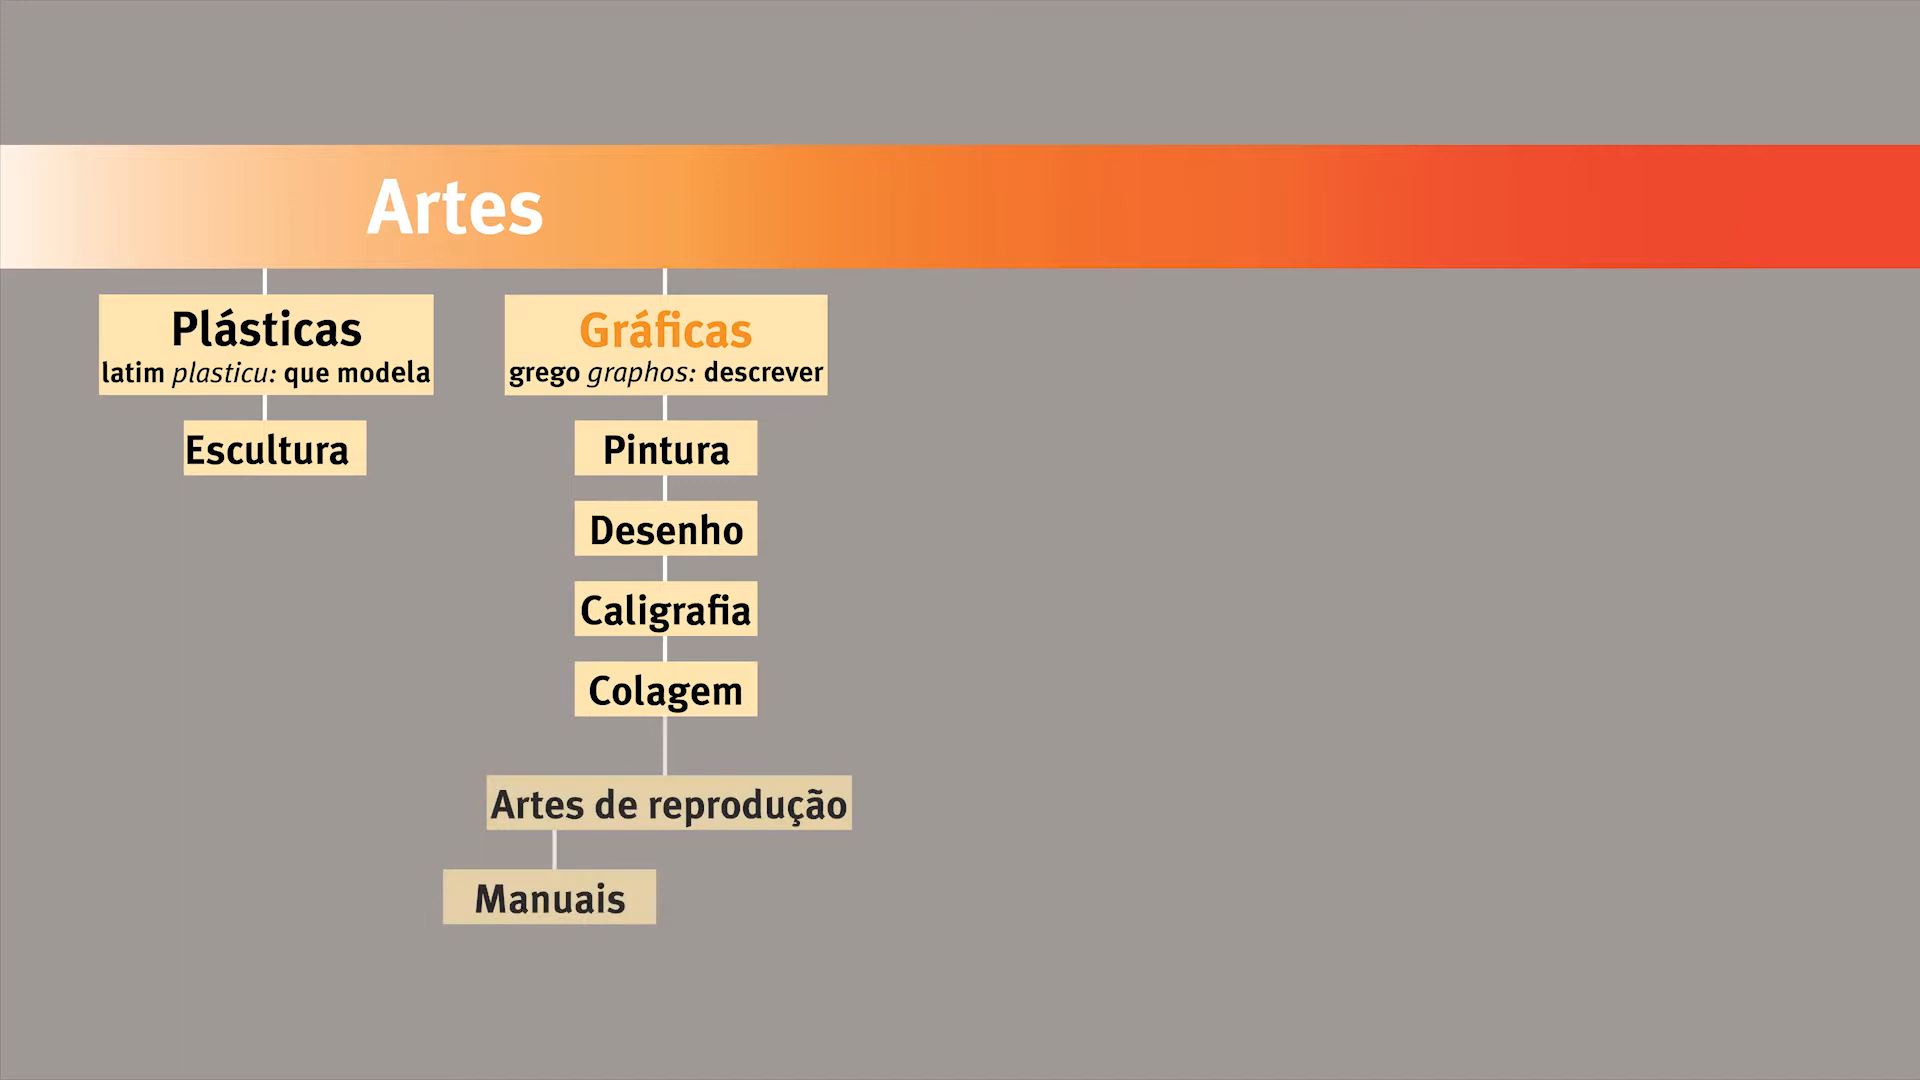 Artes
Plásticas
latim plasticu: que modela
Escultura
Gráficas
grego graphos: descrever
Pintura
Desenho
Caligrafia
Colagem
Artes de reprodução
Manuais